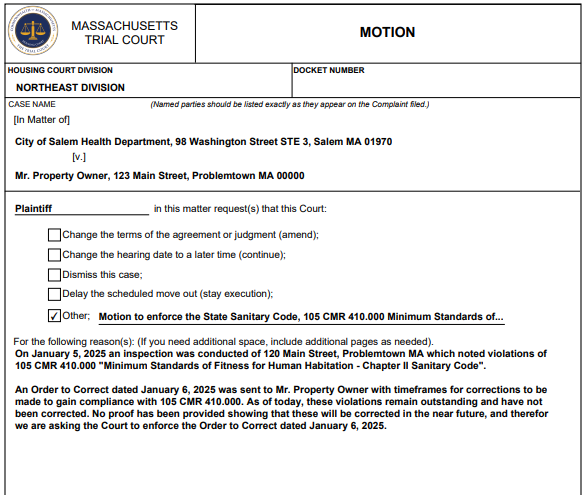 MASSACHUSETTS
TRIAL COURT
MOTION
HOUSING COURT DIVISION
NORTHEAST DIVISION
DOCKET NUMBER
CASE NAME
(Named parties should be listed exactly as they appear on the Complaint filed.)
[In Matter of]
City of Salem Health Department, 98 Washington Street STE 3, Salem MA 01970
[v.]
Mr. Property Owner, 123 Main Street, Problemtown MA 00000
Plaintiff in this matter request(s) that this Court:
Change the terms of the agreement or judgment (amend);
Change the hearing date to a later time (continue);
Dismiss this case;
Delay the scheduled move out (stay execution);
✓ Other; Motion to enforce the State Sanitary Code, 105 CMR 410.000 Minimum Standards of...
For the following reason(s): (If you need additional space, include additional pages as needed).
On January 5, 2025 an inspection was conducted of 120 Main Street, Problemtown MA which noted violations of
105 CMR 410.000 "Minimum Standards of Fitness for Human Habitation - Chapter II Sanitary Code".
An Order to Correct dated January 6, 2025 was sent to Mr. Property Owner with timeframes for corrections to be
made to gain compliance with 105 CMR 410.000. As of today, these violations remain outstanding and have not
been corrected. No proof has been provided showing that these will be corrected in the near future, and therefor
we are asking the Court to enforce the Order to Correct dated January 6, 2025.